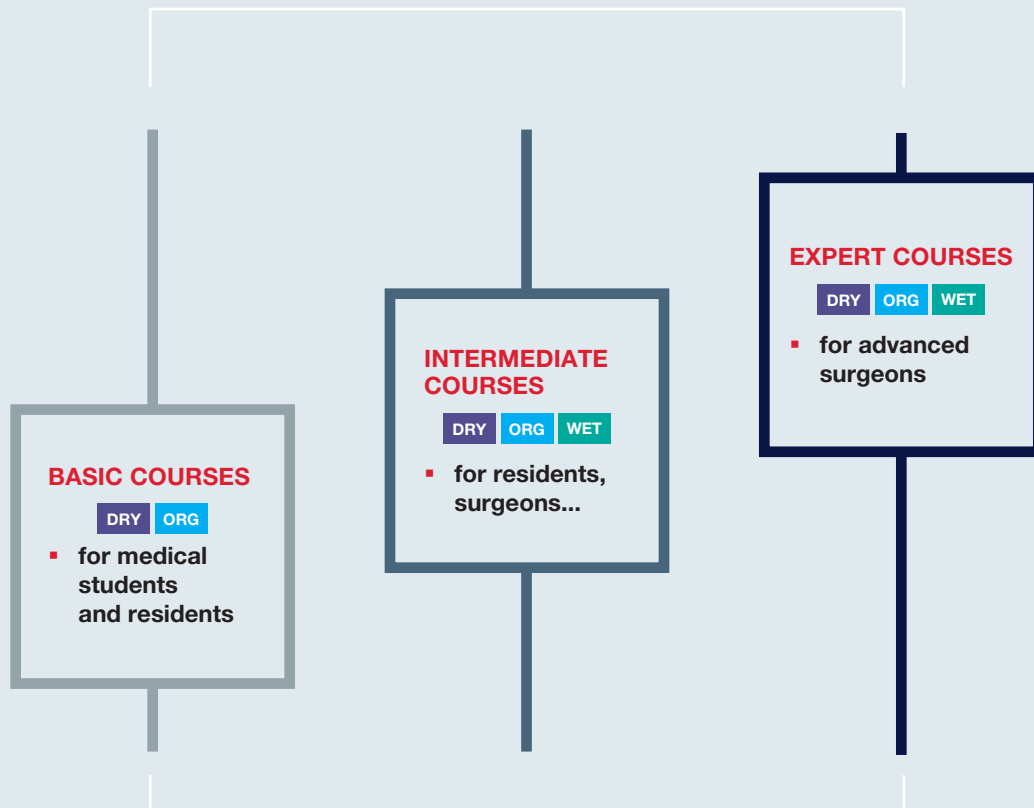 BASIC COURSES
DRY ORG
▪ for medical
students
and residents
INTERMEDIATE
COURSES
DRY ORG WET
▪ for residents,
surgeons...
EXPERT COURSES
DRY ORG WET
▪ for advanced
surgeons